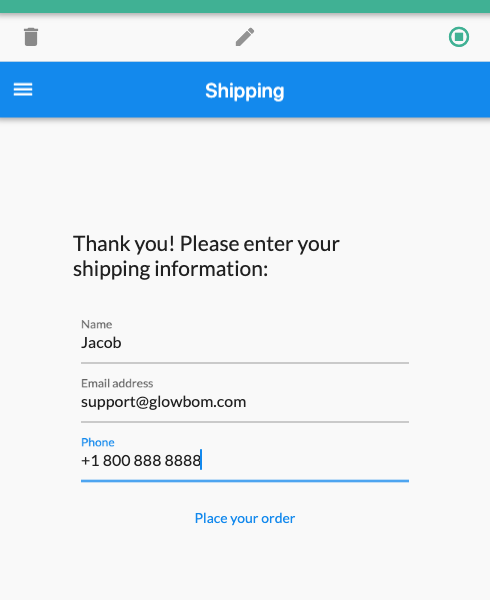 Shipping
Thank you! Please enter your
shipping information:
Name
Jacob
Email address
support@glowbom.com
Phone
+1 800 888 8888
Place your order